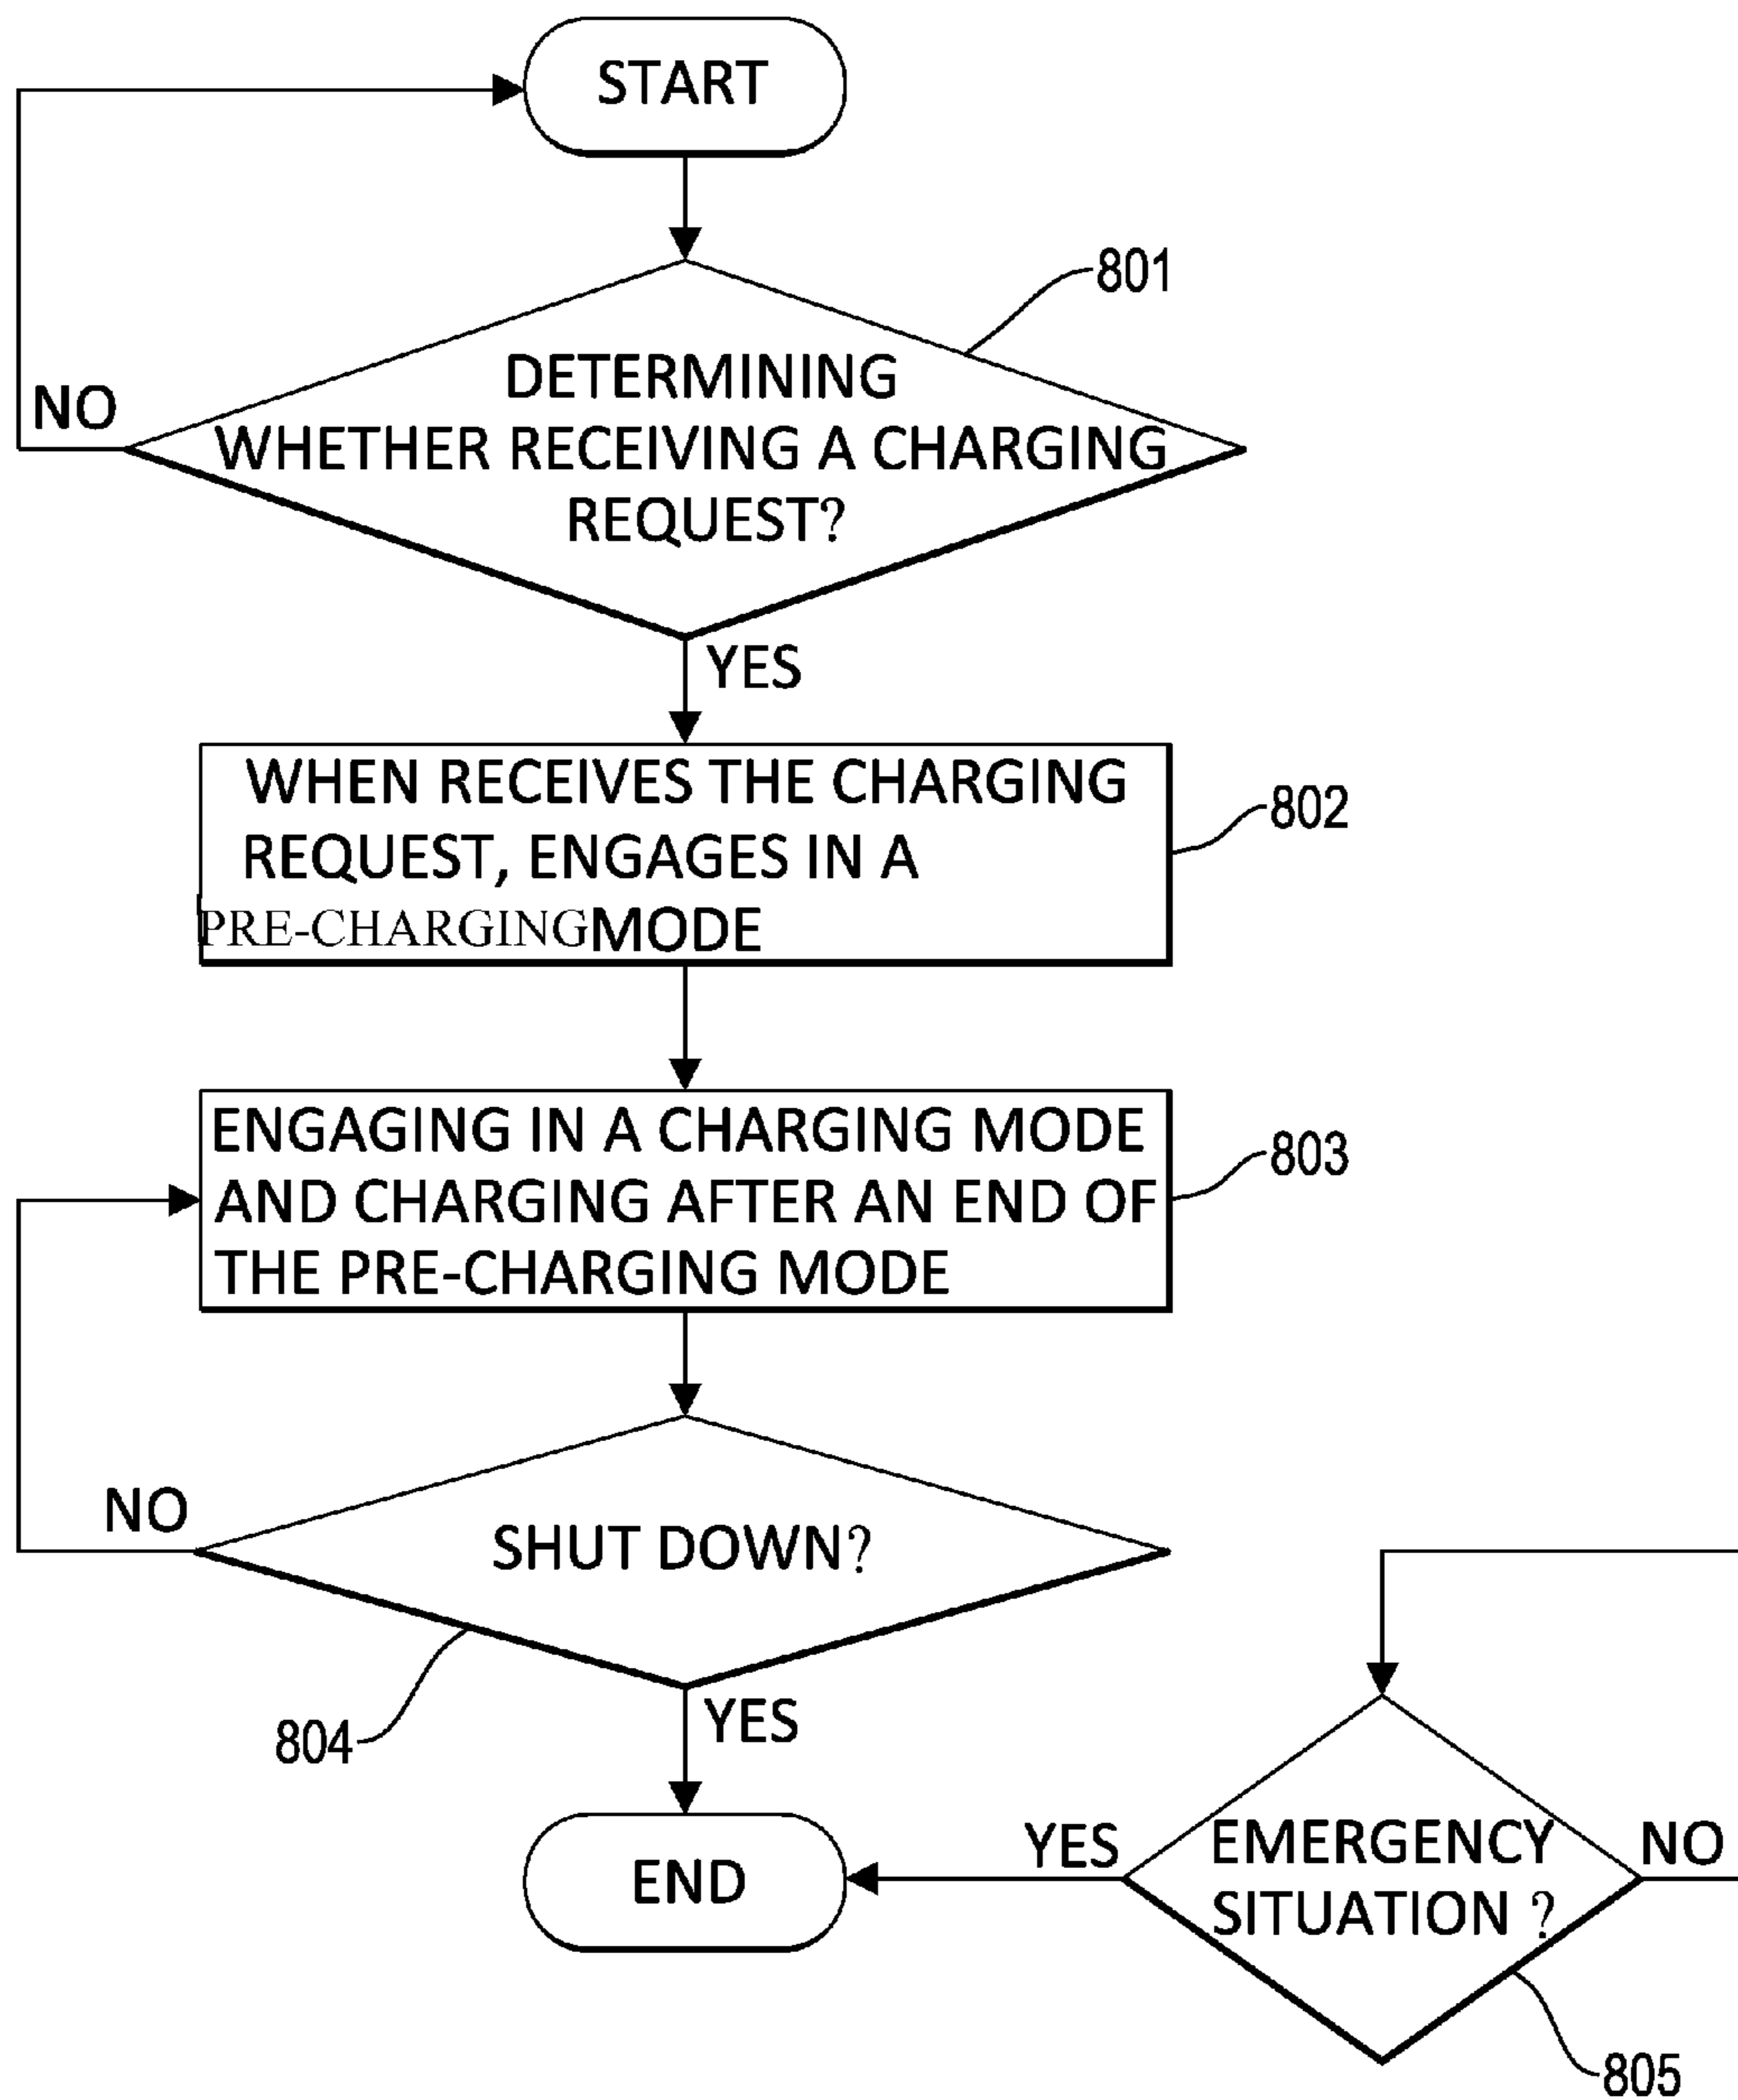 START
801
DETERMINING
WHETHER RECEIVING A CHARGING
REQUEST?
NO
YES
WHEN RECEIVES THE CHARGING
REQUEST, ENGAGES IN A
PRE-CHARGING MODE
802
ENGAGING IN A CHARGING MODE
AND CHARGING AFTER AN END OF
THE PRE-CHARGING MODE
803
NO
SHUT DOWN?
804
YES
END
YES
EMERGENCY
SITUATION ?
NO
805